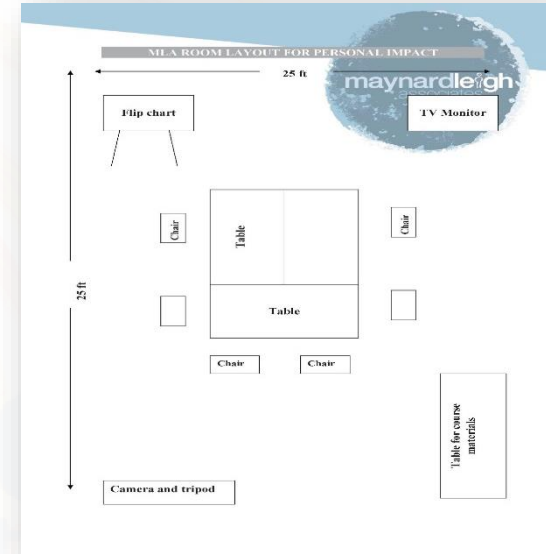 MLA ROOM LAYOUT FOR PERSONAL IMPACT
25 ft
maynardleigh
associates
Flip chart
TV Monitor
Chair
Table
Chair
25 ft
Table
Chair
Chair
Table for course
materials
Camera and tripod